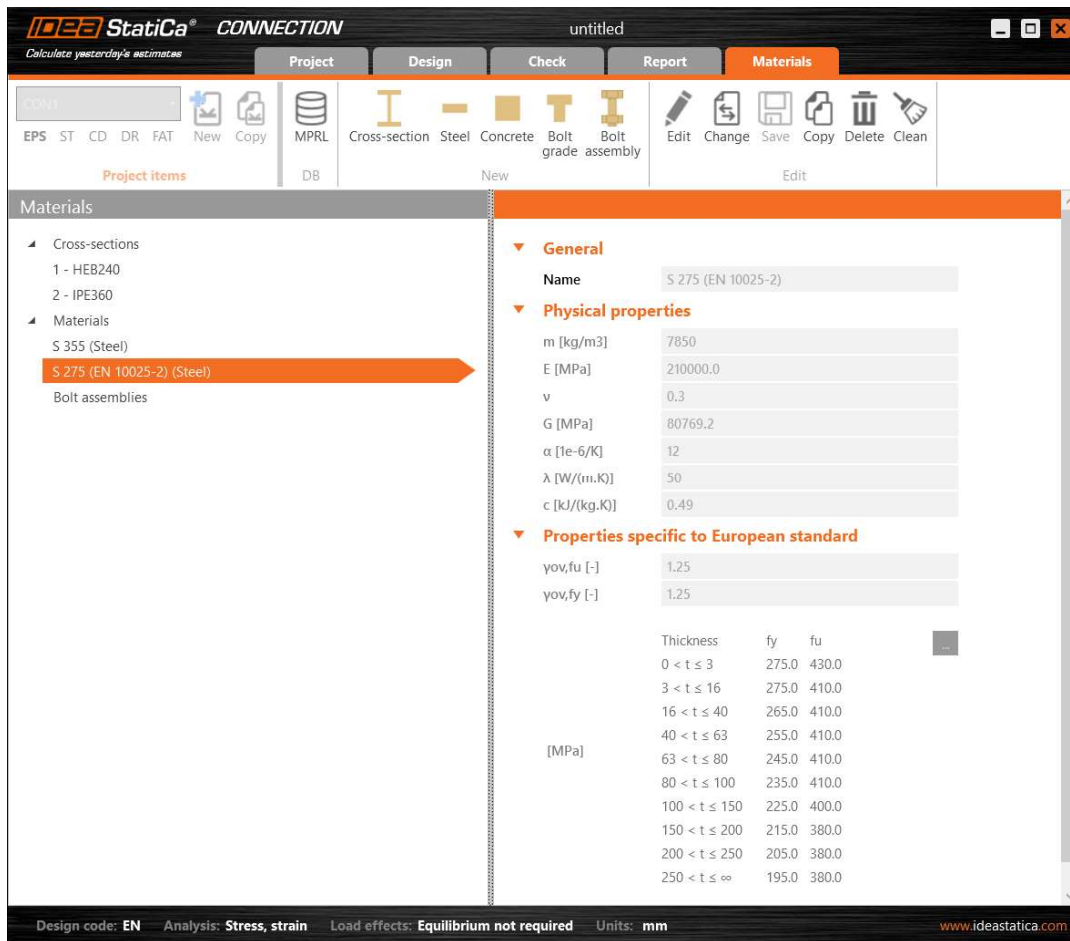 IDEA StatiCa® CONNECTION
untitled
Calculate yesterday's estimates
Project Design Check Report Materials
CON1
EPS ST CD DR FAT New Copy
MPRL
Cross-section Steel Concrete Bolt grade Bolt assembly
Edit Change Save Copy Delete Clean
Project items DB New Edit
Materials
Cross-sections
1 - HEB240
2 - IPE360
Materials
S 355 (Steel)
S 275 (EN 10025-2) (Steel)
Bolt assemblies
General
Name S 275 (EN 10025-2)
Physical properties
m [kg/m3] 7850
E [MPa] 210000.0
ν 0.3
G [MPa] 80769.2
α [1e-6/K] 12
λ [W/(m.K)] 50
c [kJ/(kg.K)] 0.49
Properties specific to European standard
γov,fu [-] 1.25
γov,fy [-] 1.25
Thickness fy fu ...
0 < t ≤ 3 275.0 430.0
3 < t ≤ 16 275.0 410.0
16 < t ≤ 40 265.0 410.0
40 < t ≤ 63 255.0 410.0
[MPa]
63 < t ≤ 80 245.0 410.0
80 < t ≤ 100 235.0 410.0
100 < t ≤ 150 225.0 400.0
150 < t ≤ 200 215.0 380.0
200 < t ≤ 250 205.0 380.0
250 < t ≤ ∞ 195.0 380.0
Design code: EN Analysis: Stress, strain Load effects: Equilibrium not required Units: mm www.ideastatica.com